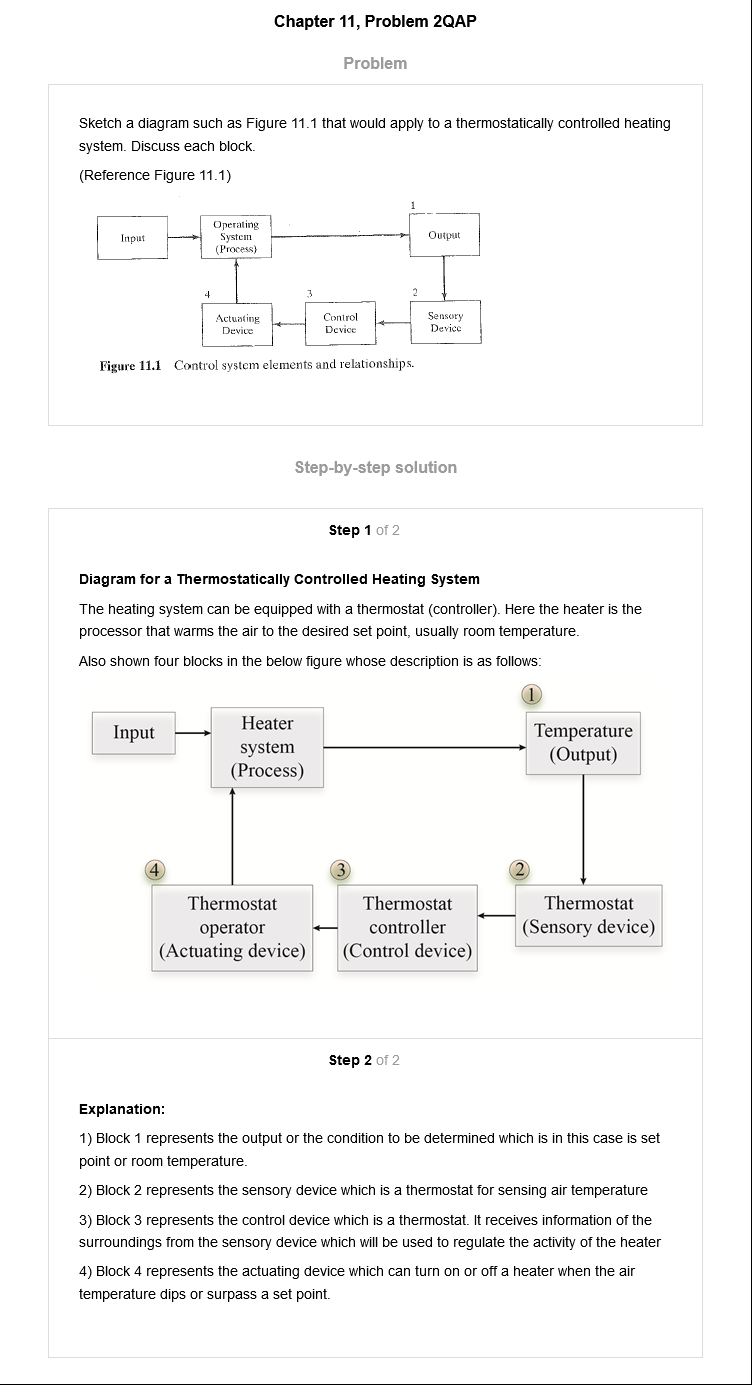 Chapter 11, Problem 2QAP
Problem
Sketch a diagram such as Figure 11.1 that would apply to a thermostatically controlled heating
system. Discuss each block.
(Reference Figure 11.1)
1
Input
Operating
System
(Process)
Output
4
3
2
Actuating
Device
Control
Device
Sensory
Device
Figure 11.1 Control system elements and relationships.
Step-by-step solution
Step 1 of 2
Diagram for a Thermostatically Controlled Heating System
The heating system can be equipped with a thermostat (controller). Here the heater is the
processor that warms the air to the desired set point, usually room temperature.
Also shown four blocks in the below figure whose description is as follows:
1
Input
Heater
system
(Process)
Temperature
(Output)
4
3
2
Thermostat
operator
(Actuating device)
Thermostat
controller
(Control device)
Thermostat
(Sensory device)
Step 2 of 2
Explanation:
1) Block 1 represents the output or the condition to be determined which is in this case is set
point or room temperature.
2) Block 2 represents the sensory device which is a thermostat for sensing air temperature
3) Block 3 represents the control device which is a thermostat. It receives information of the
surroundings from the sensory device which will be used to regulate the activity of the heater
4) Block 4 represents the actuating device which can turn on or off a heater when the air
temperature dips or surpass a set point.